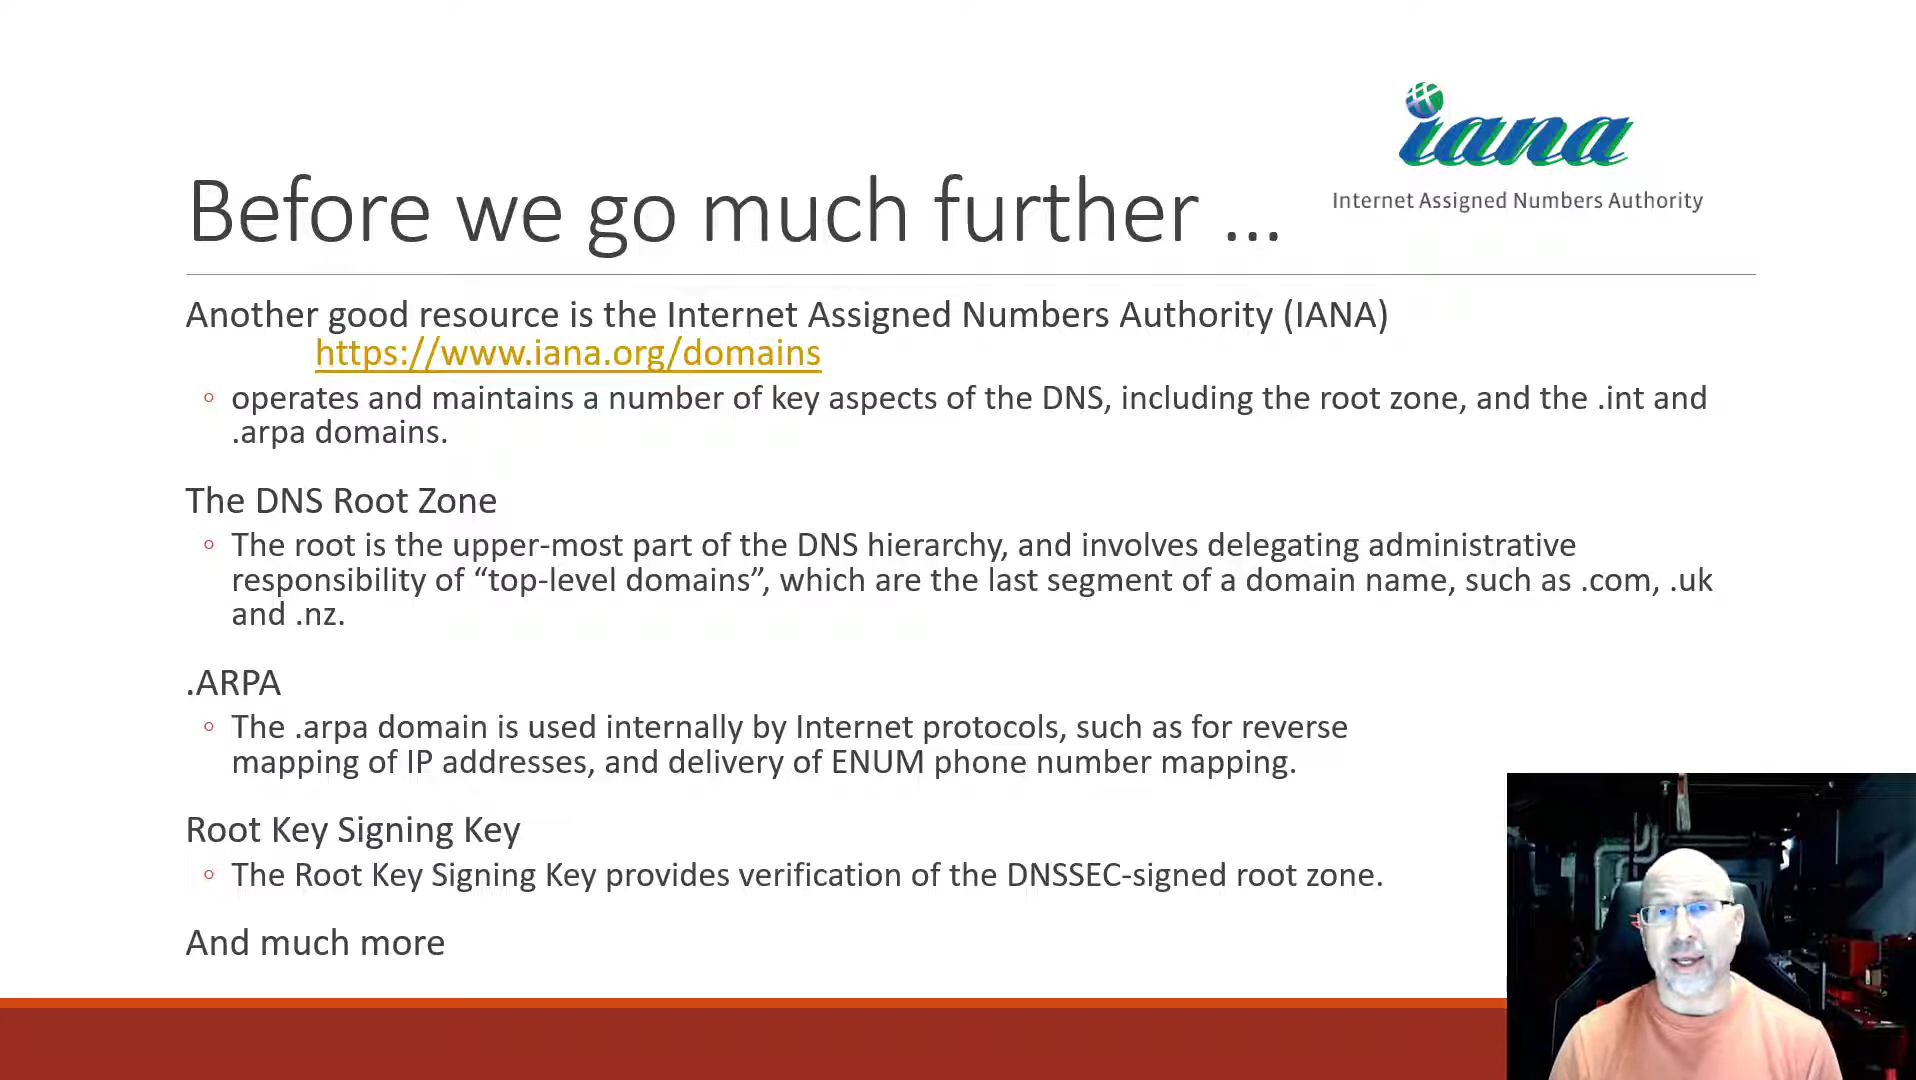 iana
Internet Assigned Numbers Authority
Before we go much further ...
Another good resource is the Internet Assigned Numbers Authority (IANA)
https://www.iana.org/domains
◦ operates and maintains a number of key aspects of the DNS, including the root zone, and the .int and
.arpa domains.
The DNS Root Zone
◦ The root is the upper-most part of the DNS hierarchy, and involves delegating administrative
responsibility of “top-level domains”, which are the last segment of a domain name, such as .com, .uk
and .nz.
.ARPA
◦ The .arpa domain is used internally by Internet protocols, such as for reverse
mapping of IP addresses, and delivery of ENUM phone number mapping.
Root Key Signing Key
◦ The Root Key Signing Key provides verification of the DNSSEC-signed root zone.
And much more